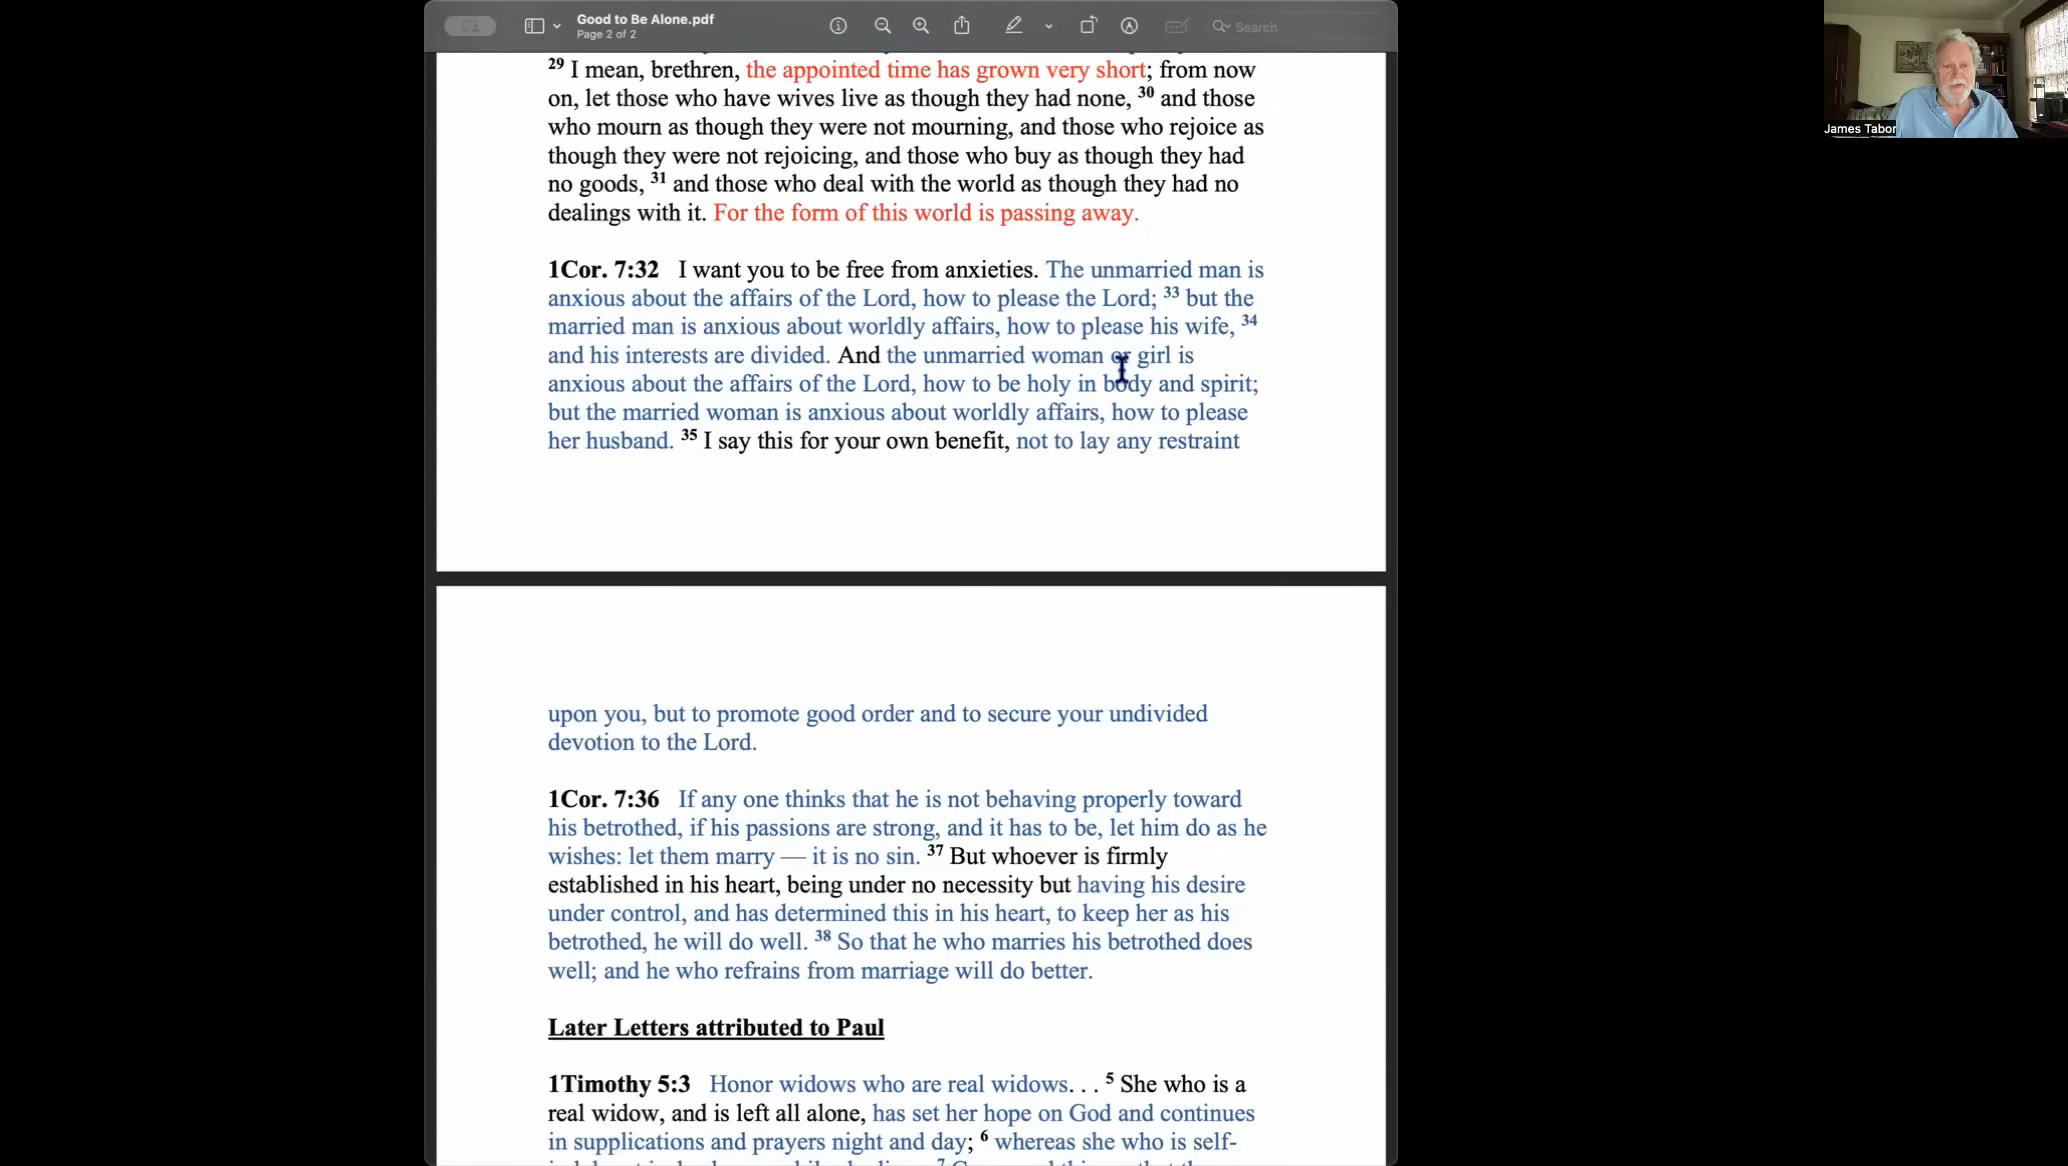 Good to Be Alone.pdf
Page 2 of 2
Search
29 I mean, brethren, the appointed time has grown very short; from now
on, let those who have wives live as though they had none, 30 and those
who mourn as though they were not mourning, and those who rejoice as
though they were not rejoicing, and those who buy as though they had
no goods, 31 and those who deal with the world as though they had no
dealings with it. For the form of this world is passing away.
1Cor. 7:32 I want you to be free from anxieties. The unmarried man is
anxious about the affairs of the Lord, how to please the Lord; 33 but the
married man is anxious about worldly affairs, how to please his wife, 34
and his interests are divided. And the unmarried woman or girl is
anxious about the affairs of the Lord, how to be holy in body and spirit;
but the married woman is anxious about worldly affairs, how to please
her husband. 35 I say this for your own benefit, not to lay any restraint
upon you, but to promote good order and to secure your undivided
devotion to the Lord.
1Cor. 7:36 If any one thinks that he is not behaving properly toward
his betrothed, if his passions are strong, and it has to be, let him do as he
wishes: let them marry — it is no sin. 37 But whoever is firmly
established in his heart, being under no necessity but having his desire
under control, and has determined this in his heart, to keep her as his
betrothed, he will do well. 38 So that he who marries his betrothed does
well; and he who refrains from marriage will do better.
Later Letters attributed to Paul
1Timothy 5:3 Honor widows who are real widows. . . 5 She who is a
real widow, and is left all alone, has set her hope on God and continues
in supplications and prayers night and day; 6 whereas she who is self-
James Tabor